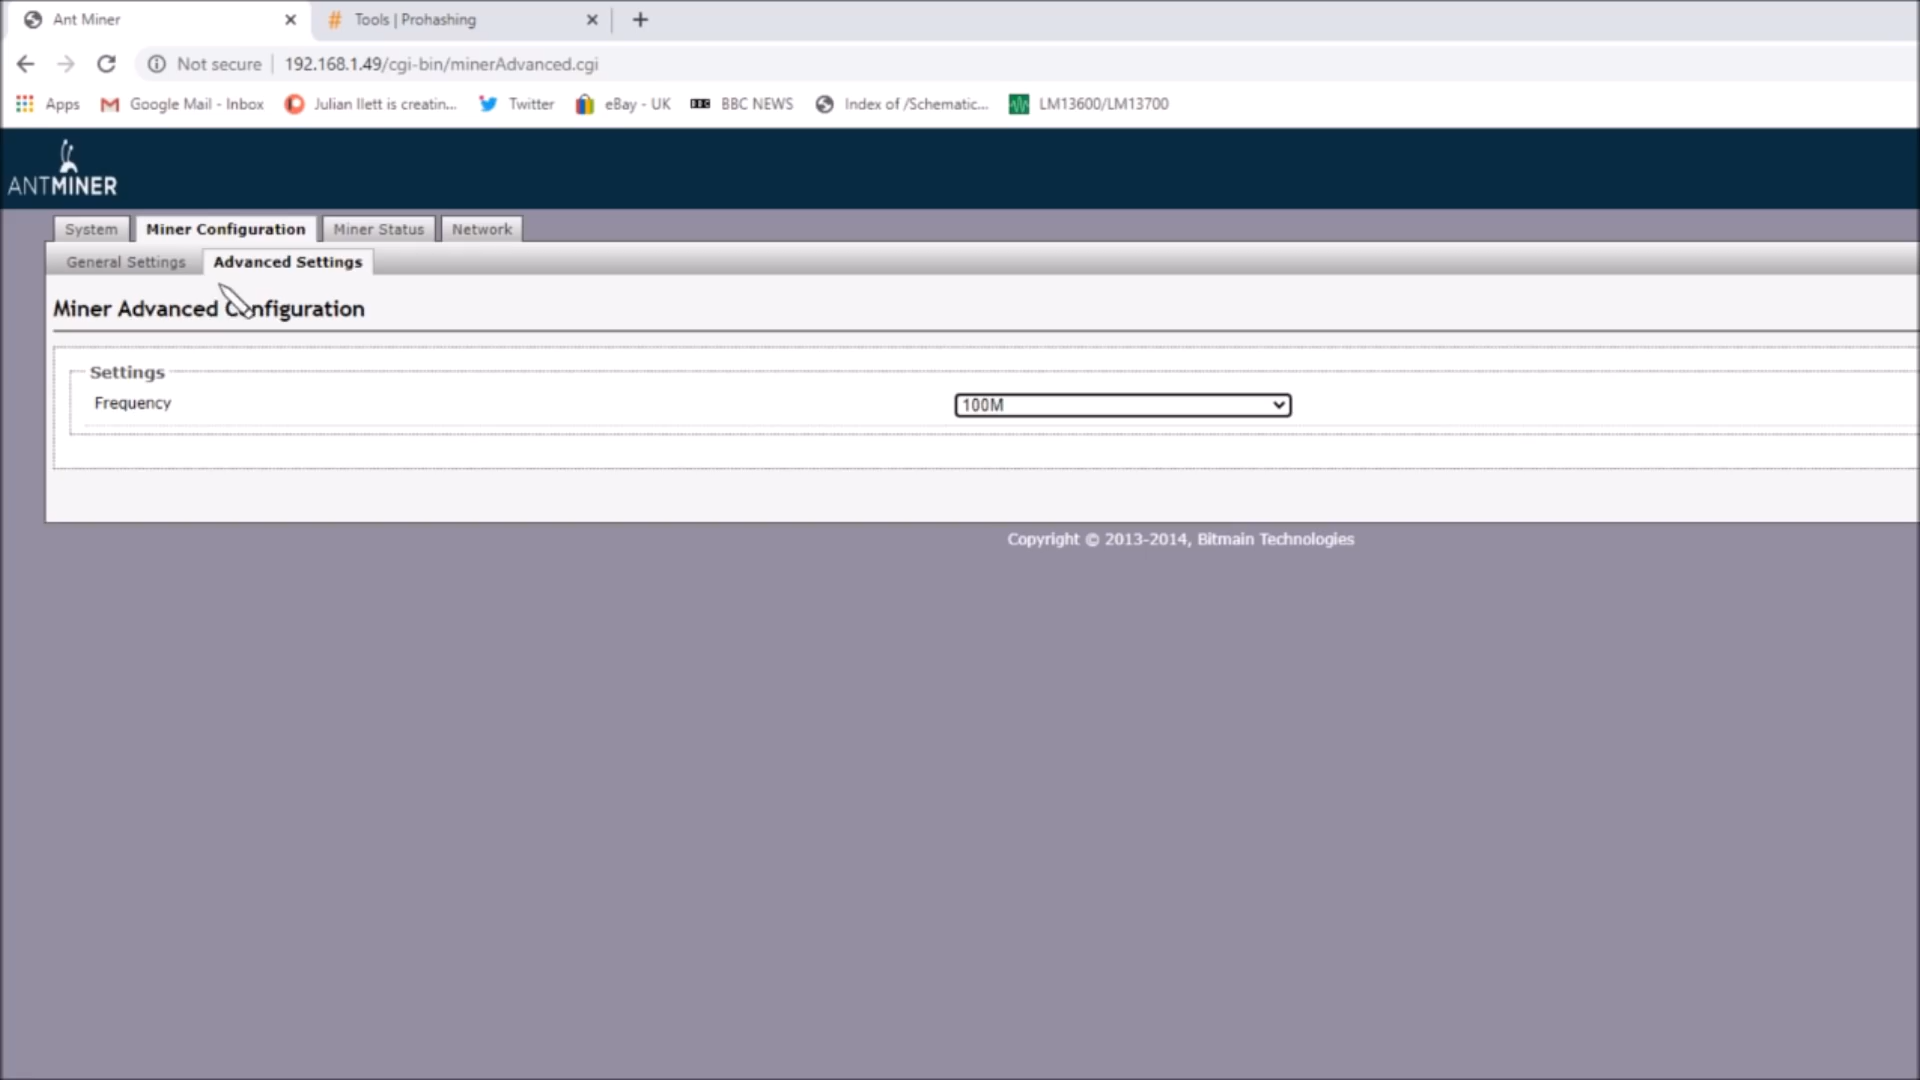 Ant Miner
Tools | Prohashing
Not secure 192.168.1.49/cgi-bin/minerAdvanced.cgi
Apps Google Mail - Inbox Julian Ilett is creatin... Twitter eBay - UK BBC BBC NEWS Index of /Schematic... LM13600/LM13700
ANTMINER
System Miner Configuration Miner Status Network
General Settings Advanced Settings
Miner Advanced Configuration
Settings
Frequency 100M
Copyright © 2013-2014, Bitmain Technologies